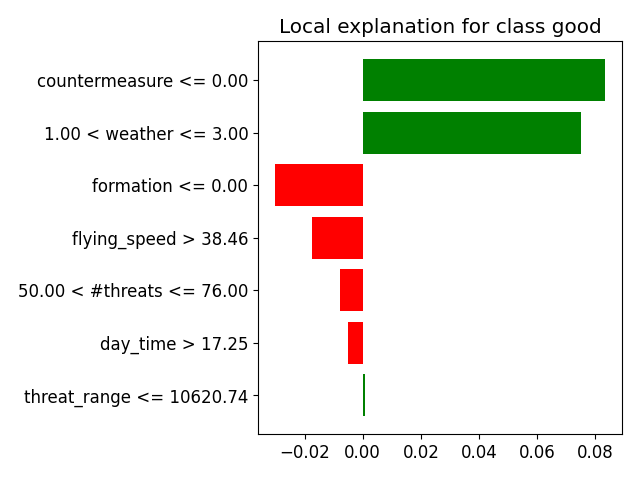 Local explanation for class good
countermeasure <= 0.00
1.00 < weather <= 3.00
formation <= 0.00
flying_speed > 38.46
50.00 < #threats <= 76.00
day_time > 17.25
threat_range <= 10620.74
−0.02 0.00 0.02 0.04 0.06 0.08